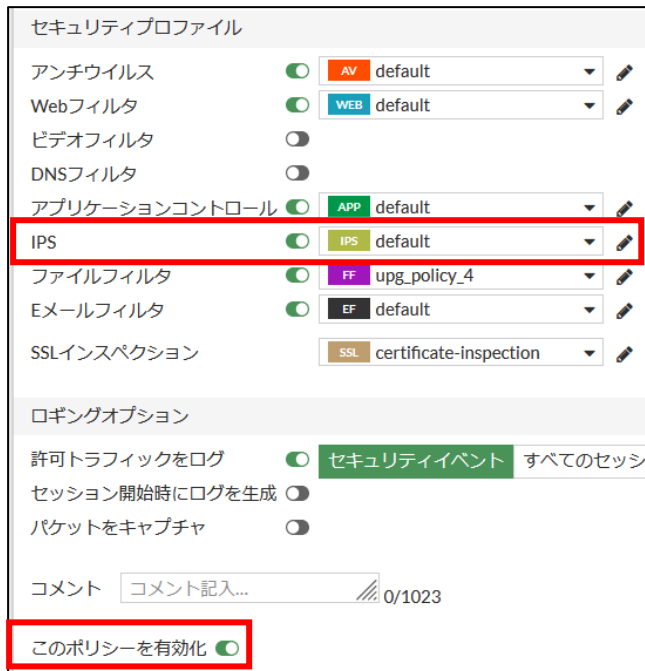 セキュリティプロファイル
アンチウイルス AV default
Webフィルタ WEB default
ビデオフィルタ
DNSフィルタ
アプリケーションコントロール APP default
IPS IPS default
ファイルフィルタ FF upg_policy_4
Eメールフィルタ EF default
SSLインスペクション SSL certificate-inspection
ロギングオプション
許可トラフィックをログ セキュリティイベント すべてのセッシ
セッション開始時にログを生成
パケットをキャプチャ
コメント コメント記入... 0/1023
このポリシーを有効化